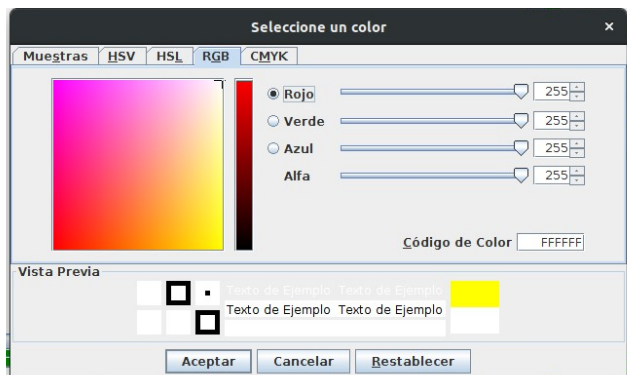 Seleccione un color ×
Muestras HSV HSL RGB CMYK
Rojo 255
Verde 255
Azul 255
Alfa 255
Código de Color FFFFFF
Vista Previa
Texto de Ejemplo Texto de Ejemplo
Texto de Ejemplo Texto de Ejemplo
Aceptar Cancelar Restablecer